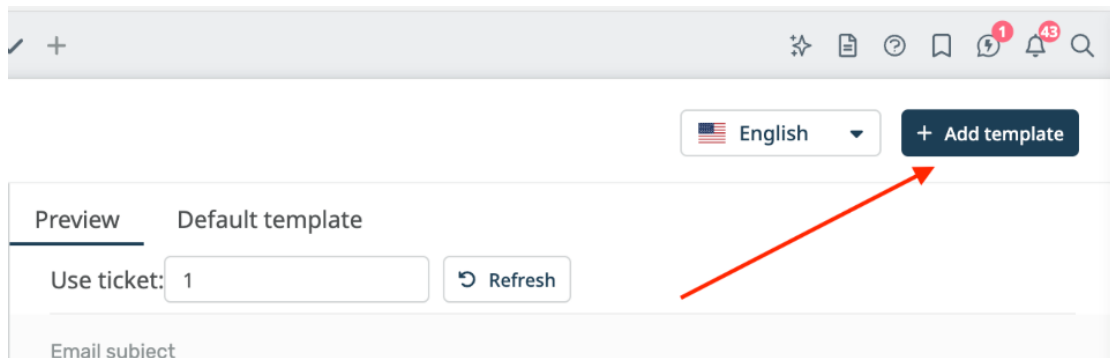 1
43
English
+ Add template
Preview
Default template
Use ticket: 1
Refresh
Email subject